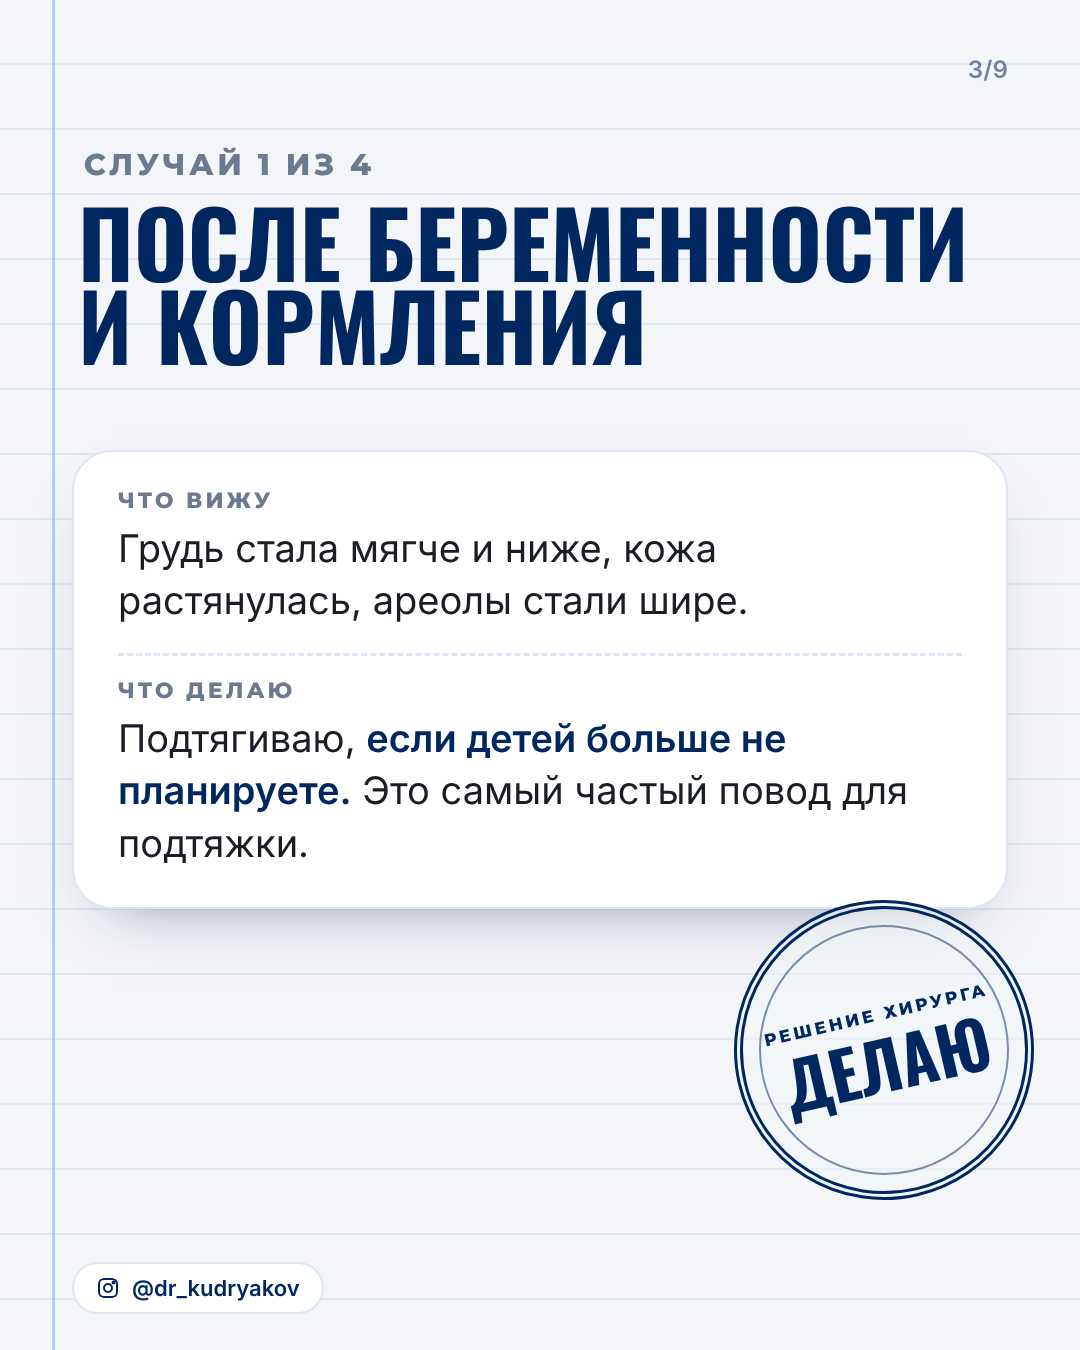 3/9
СЛУЧАЙ 1 ИЗ 4
ПОСЛЕ БЕРЕМЕННОСТИ
И КОРМЛЕНИЯ
ЧТО ВИЖУ
Грудь стала мягче и ниже, кожа
растянулась, ареолы стали шире.
ЧТО ДЕЛАЮ
Подтягиваю, если детей больше не
планируете. Это самый частый повод для
подтяжки.
РЕШЕНИЕ ХИРУРГА
ДЕЛАЮ
@dr_kudryakov